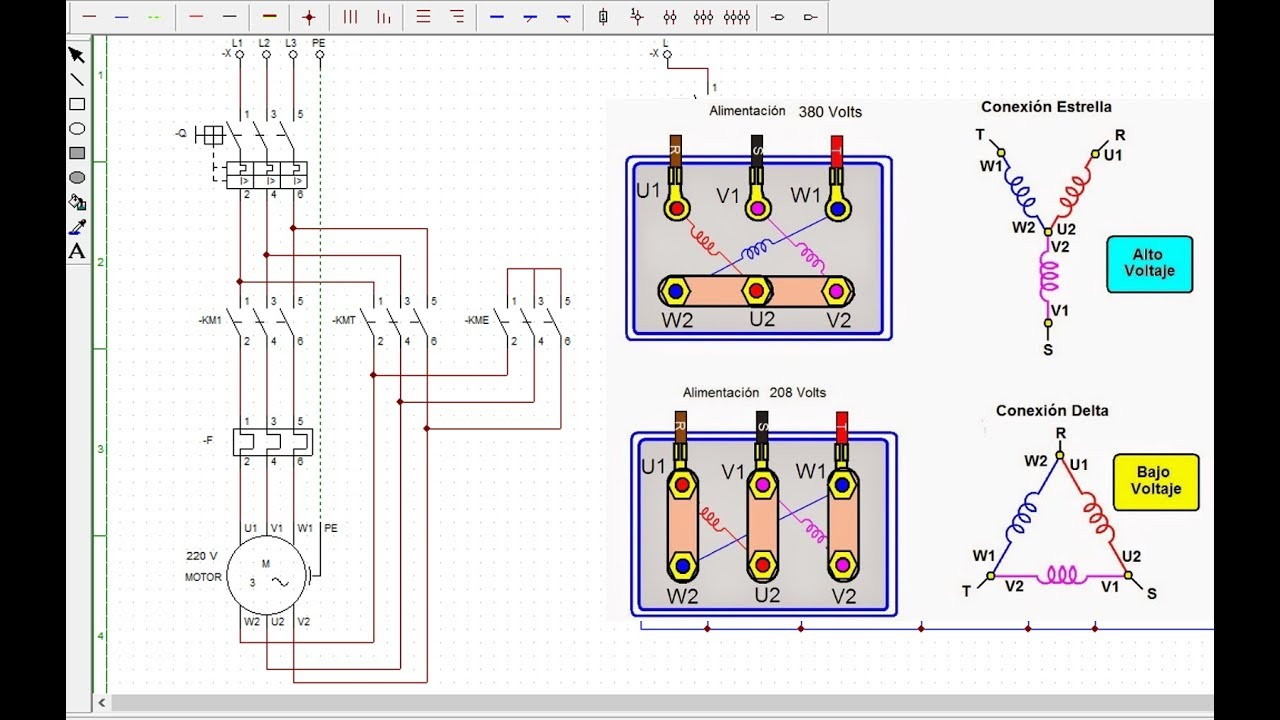 L1 L2 L3 PE
-X
L
-X
1
1
2
3
4
-Q
1 3 5
I> I> I>
2 4 6
-KM1
1 3 5
2 4 6
-KMT
1 3 5
2 4 6
-KME
1 3 5
2 4 6
-F
1 3 5
2 4 6
U1 V1 W1 PE
220 V
MOTOR
M
3
W2 U2 V2
A
Alimentación 380 Volts
R S T
U1 V1 W1
W2 U2 V2
Conexión Estrella
T R
W1 U1
W2 U2
V2
V1
S
Alto
Voltaje
Alimentación 208 Volts
R S T
U1 V1 W1
W2 U2 V2
Conexión Delta
R
W2 U1
W1 U2
T V2 V1 S
Bajo
Voltaje